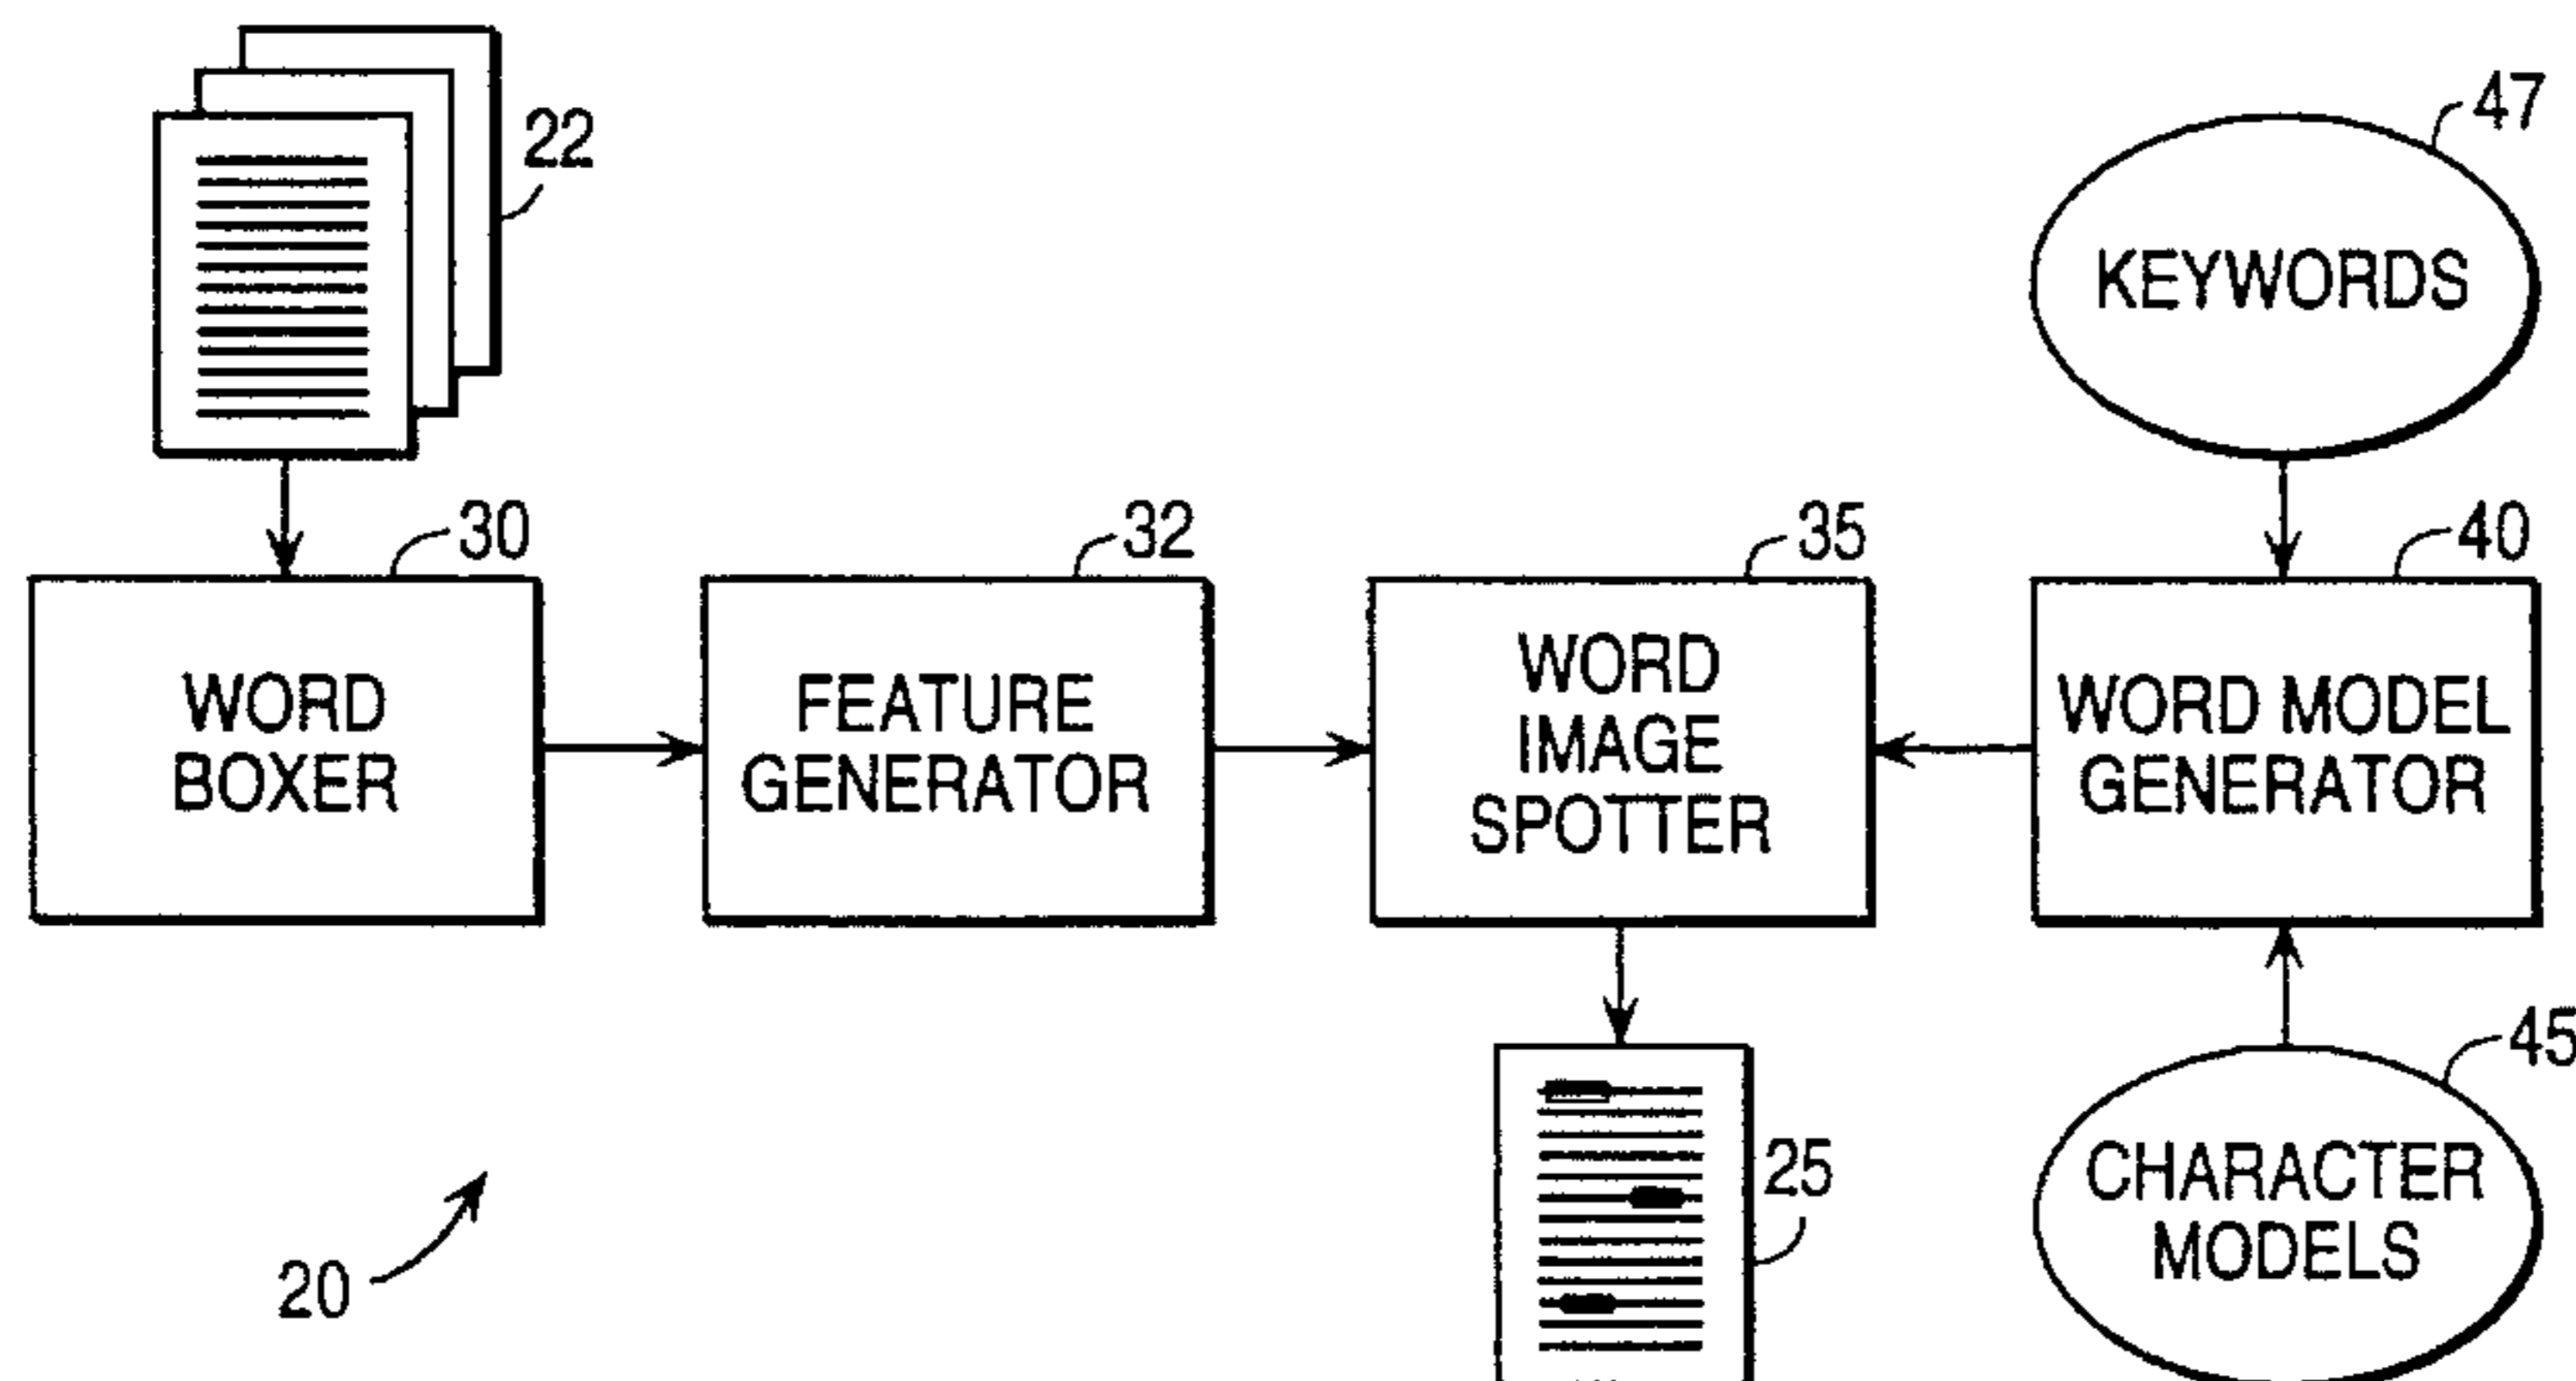 22
47
KEYWORDS
30
32
35
40
WORD
BOXER
FEATURE
GENERATOR
WORD
IMAGE
SPOTTER
WORD MODEL
GENERATOR
45
25
CHARACTER
MODELS
20